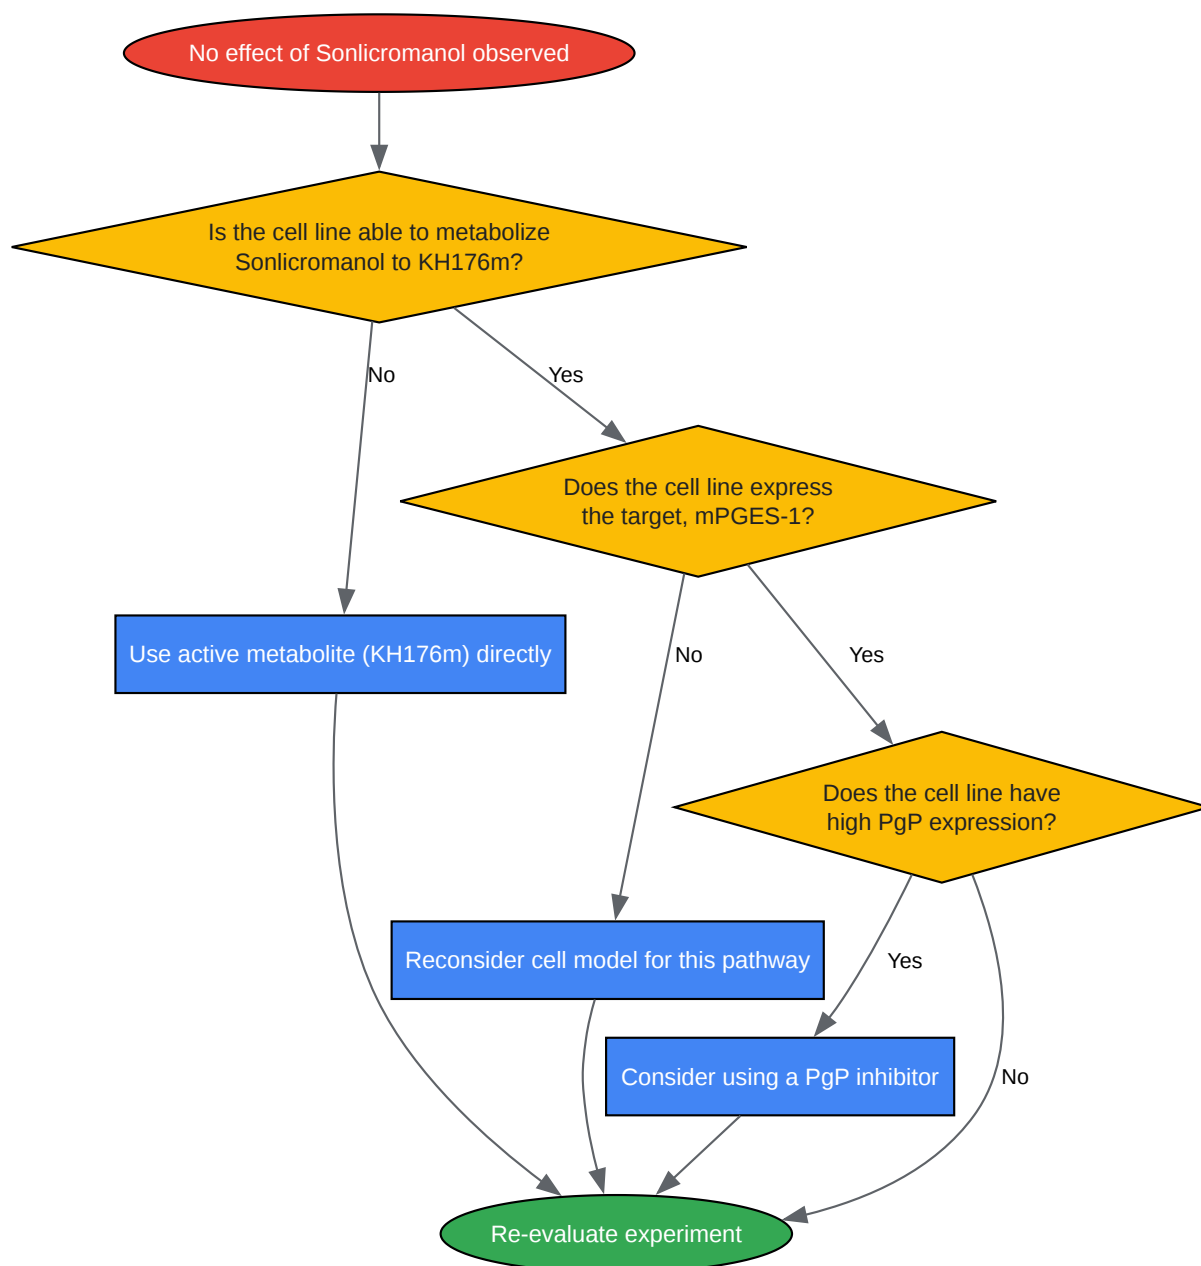 No effect of Sonlicromanol observed
Is the cell line able to metabolize
Sonlicromanol to KH176m?
No
Yes
Does the cell line express
the target, mPGES-1?
Use active metabolite (KH176m) directly
No
Yes
Does the cell line have
high PgP expression?
Reconsider cell model for this pathway
Yes
Consider using a PgP inhibitor
No
Re-evaluate experiment